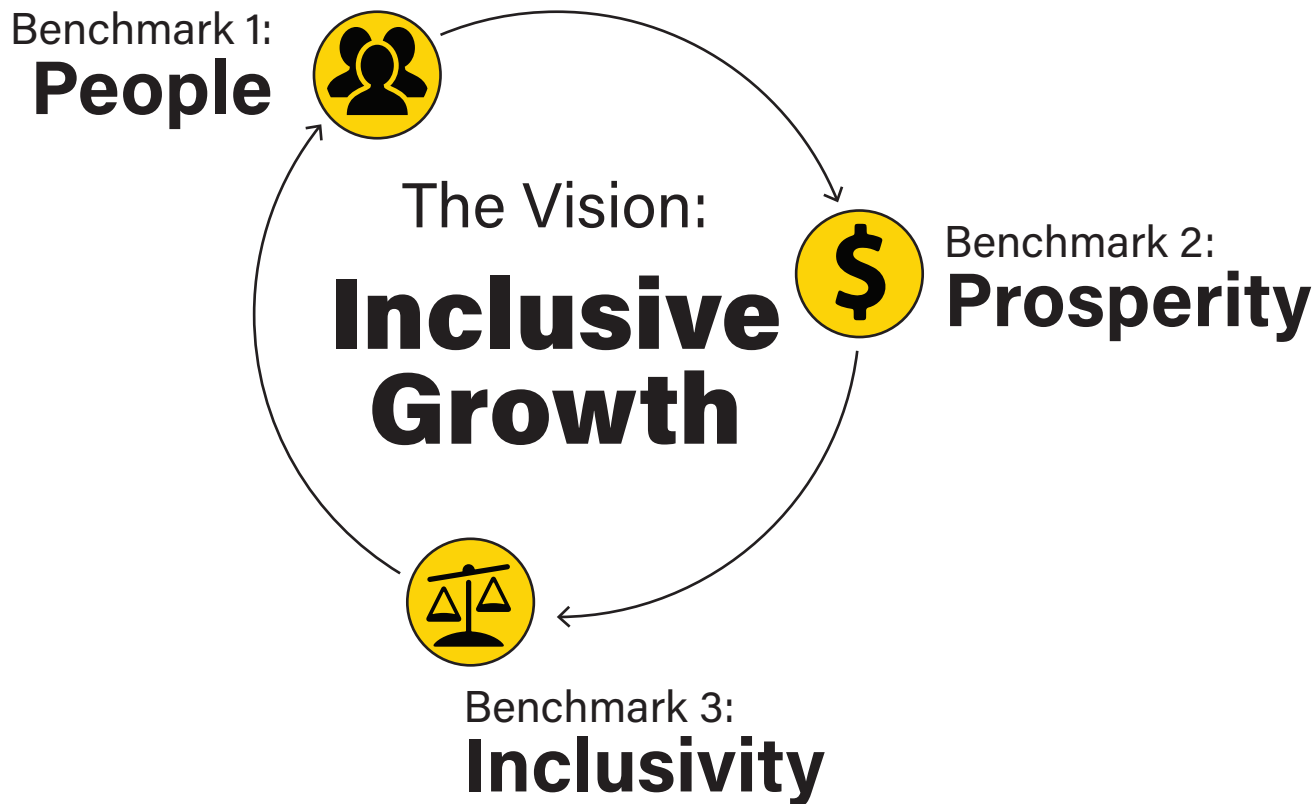 Benchmark 1:
People
The Vision:
Inclusive
Growth
$
Benchmark 2:
Prosperity
Benchmark 3:
Inclusivity